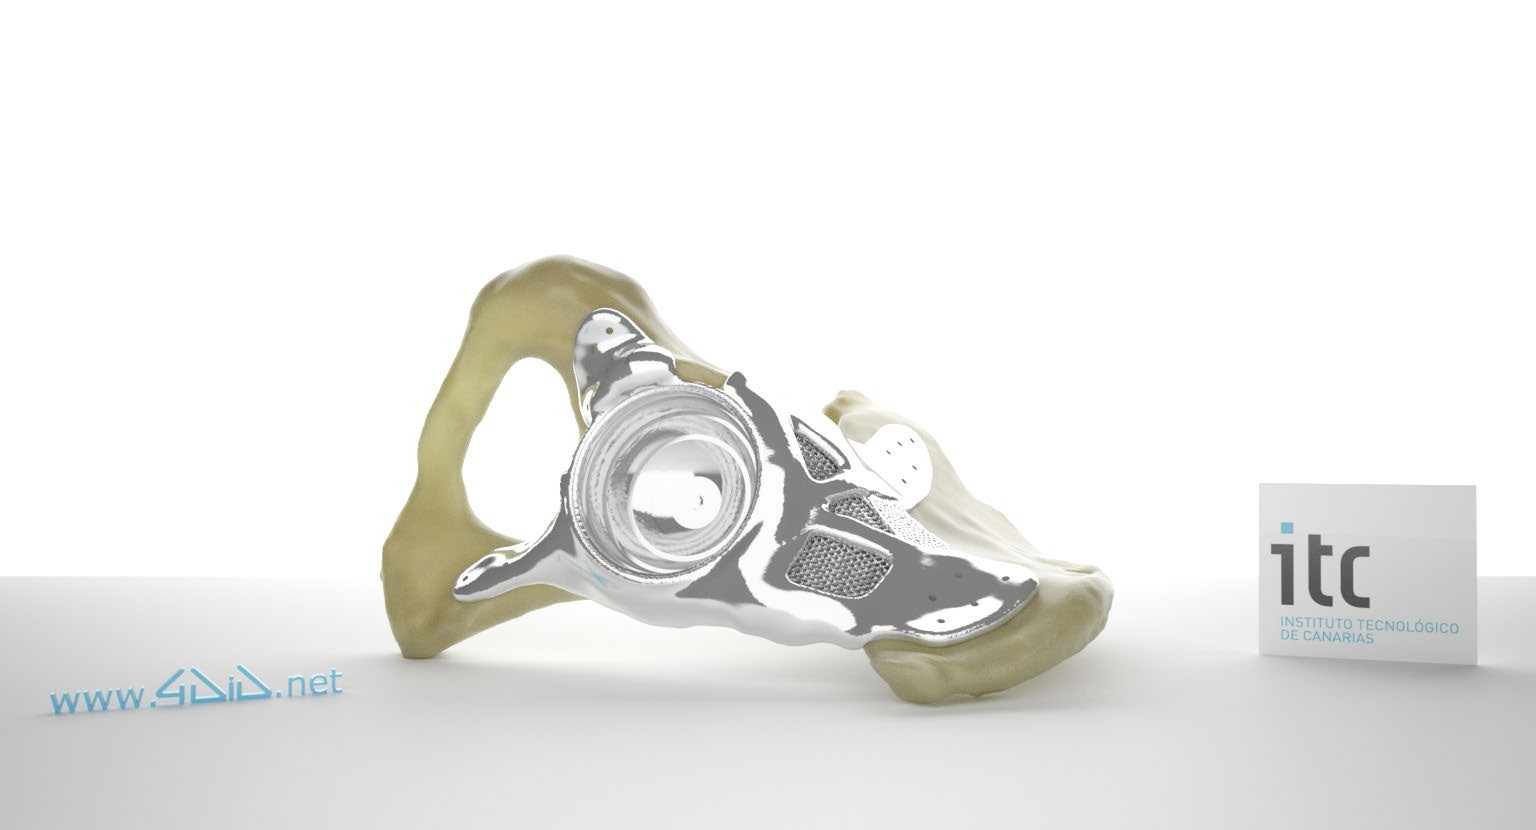 www.4DiD.net
itc
INSTITUTO TECNOLÓGICO
DE CANARIAS